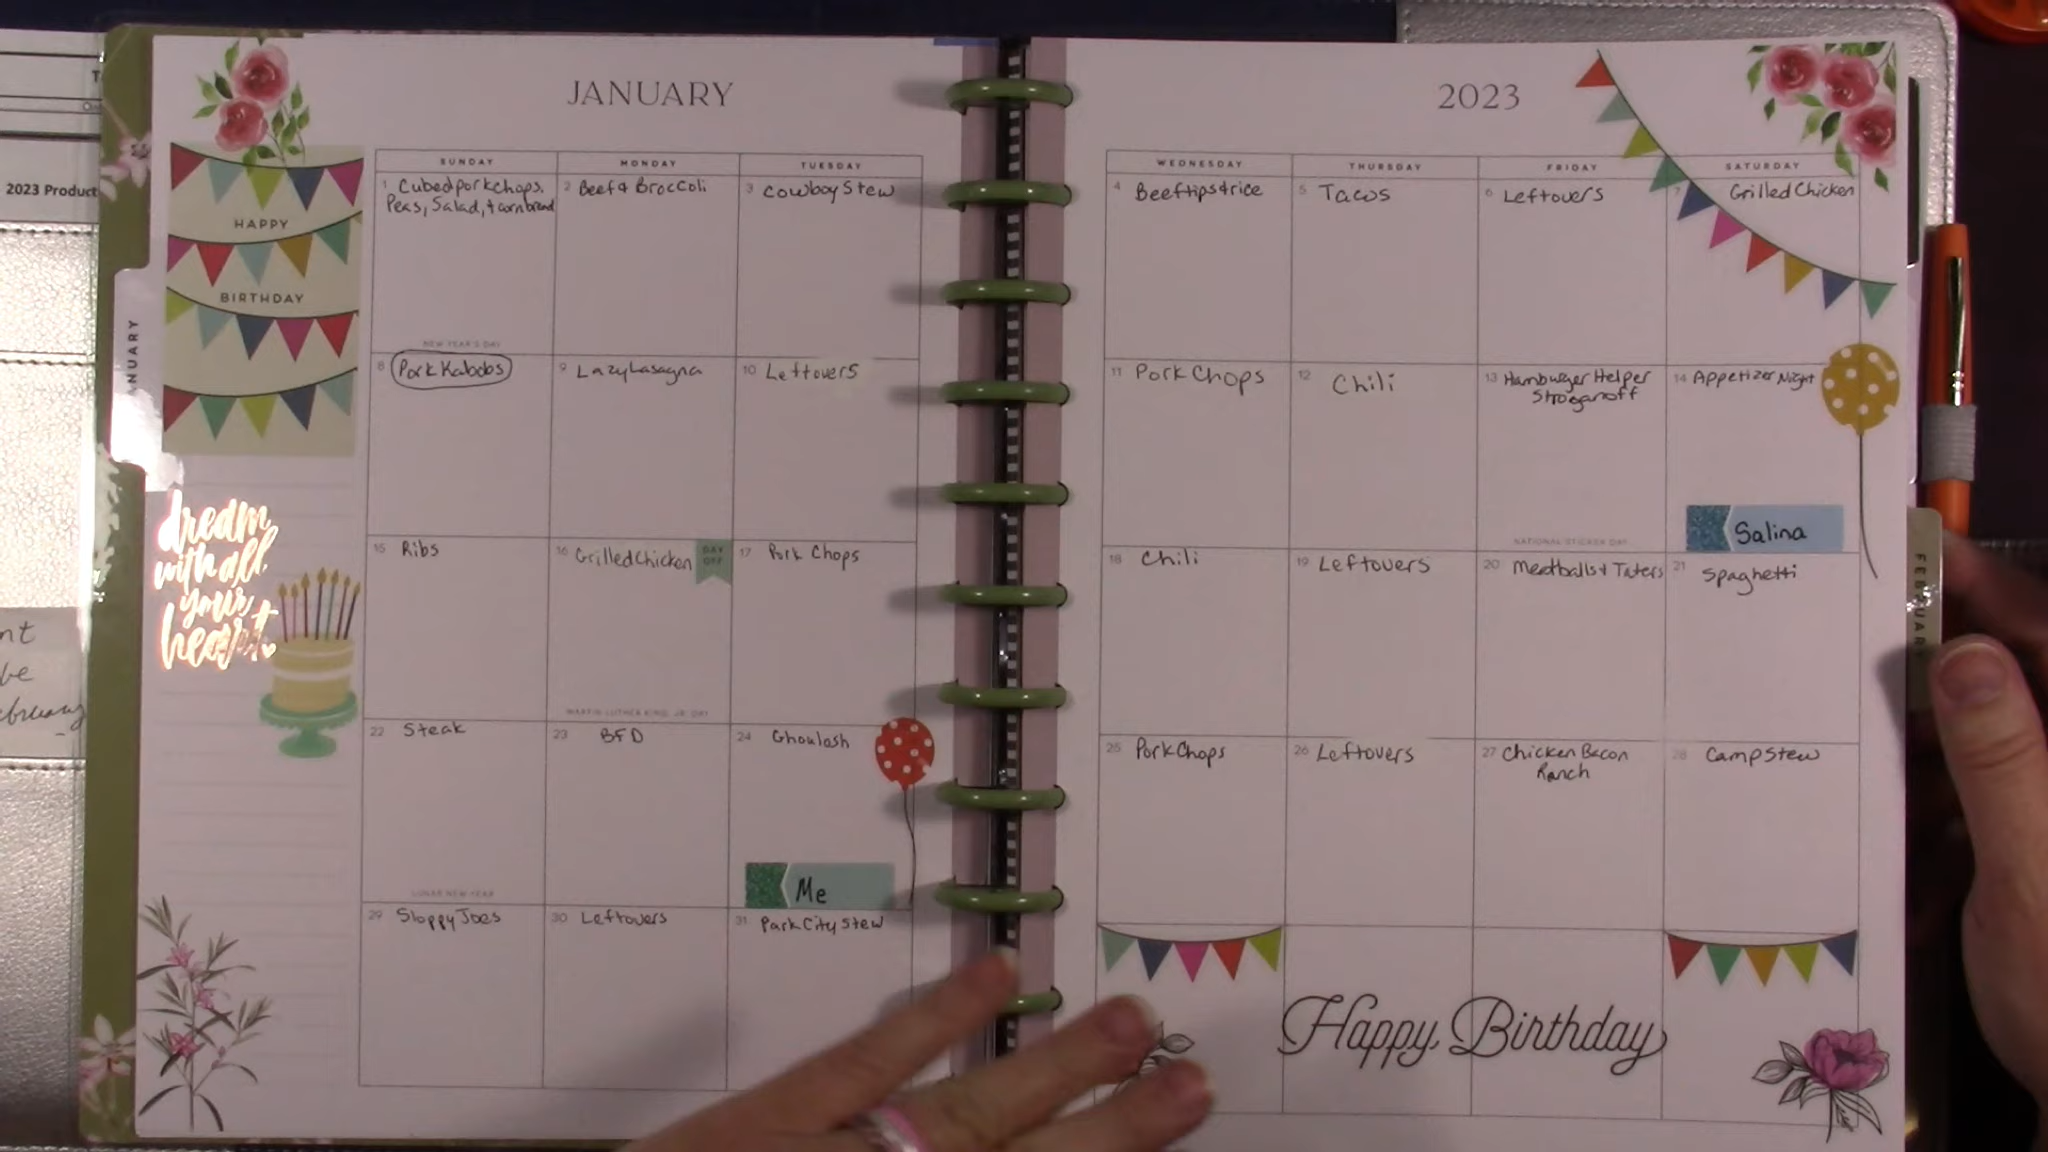 JANUARY
2023
SUNDAY
MONDAY
TUESDAY
WEDNESDAY
THURSDAY
FRIDAY
SATURDAY
2023 Product
HAPPY
BIRTHDAY
1 Cubed porkchops,
Peas, Salad, + cornbread
NEW YEAR'S DAY
2 Beef & Broccoli
3 Cowboy Stew
4 Beef tips & rice
5 Tacos
6 Leftovers
7 Grilled Chicken
8 Pork Kabobs
9 Lazy Lasagna
10 Leftovers
11 Pork Chops
12 Chili
13 Hamburger Helper
Stroganoff
NATIONAL STICKER DAY
14 Appetizer Night
Salina
dream
with all
your
heart
15 Ribs
16 Grilled Chicken
DAY
OFF
MARTIN LUTHER KING, JR. DAY
17 Pork Chops
18 Chili
19 Leftovers
20 Meatballs + Taters
21 Spaghetti
22 Steak
LUNAR NEW YEAR
23 BFD
24 Ghoulash
Me
25 Pork Chops
26 Leftovers
27 Chicken Bacon
Ranch
28 Camp Stew
29 Sloppy Joes
30 Leftovers
31 Park City Stew
Happy Birthday